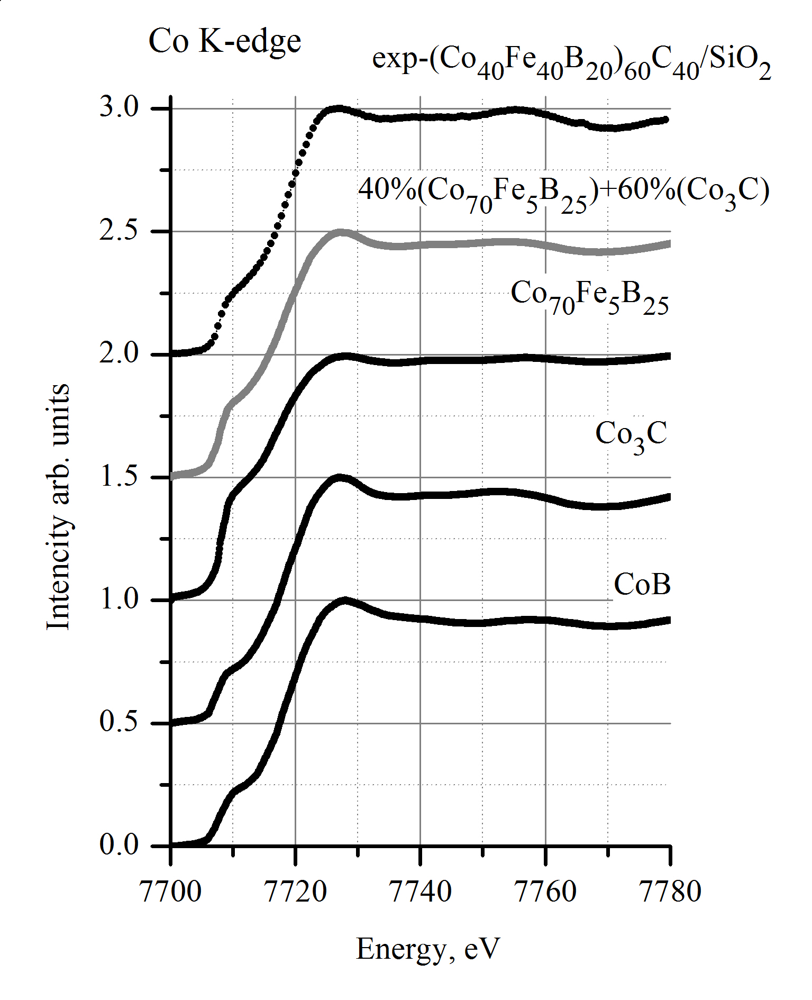 Co K-edge
exp-(Co40Fe40B20)60C40/SiO2
3.0
40%(Co70Fe5B25)+60%(Co3C)
2.5
Co70Fe5B25
2.0
Co3C
1.5
CoB
1.0
0.5
0.0
Intencity arb. units
7700 7720 7740 7760 7780
Energy, eV